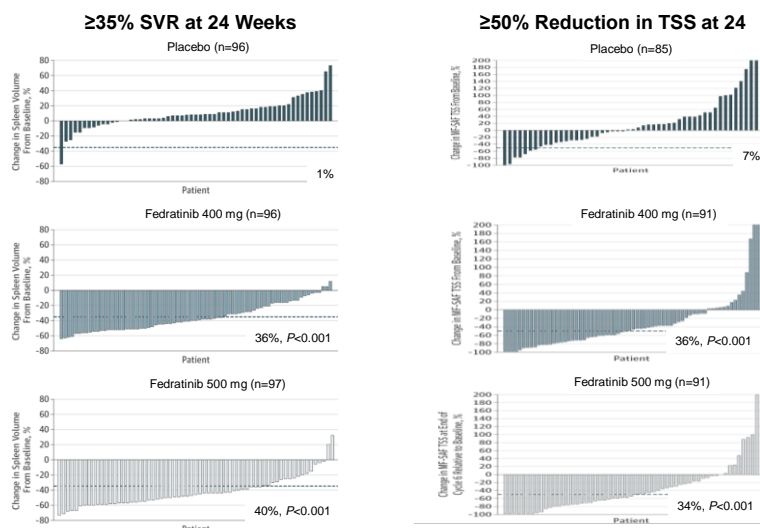 ≥35% SVR at 24 Weeks
Placebo (n=96)
Change in Spleen Volume
From Baseline, %
80
60
40
20
0
-20
-40
-60
-80
1%
Patient
Fedratinib 400 mg (n=96)
Change in Spleen Volume
From Baseline, %
80
60
40
20
0
-20
-40
-60
-80
36%, P<0.001
Patient
Fedratinib 500 mg (n=97)
Change in Spleen Volume
From Baseline, %
80
60
40
20
0
-20
-40
-60
-80
40%, P<0.001
Patient
≥50% Reduction in TSS at 24
Placebo (n=85)
Change in MF-SAF TSS From Baseline, %
200
180
160
140
120
100
80
60
40
20
0
-20
-40
-60
-80
-100
7%
Patient
Fedratinib 400 mg (n=91)
Change in MF-SAF TSS From Baseline, %
200
180
160
140
120
100
80
60
40
20
0
-20
-40
-60
-80
-100
36%, P<0.001
Patient
Fedratinib 500 mg (n=91)
Change in MF-SAF TSS at End of
Cycle 6 Relative to Baseline, %
200
180
160
140
120
100
80
60
40
20
0
-20
-40
-60
-80
-100
34%, P<0.001
Patient